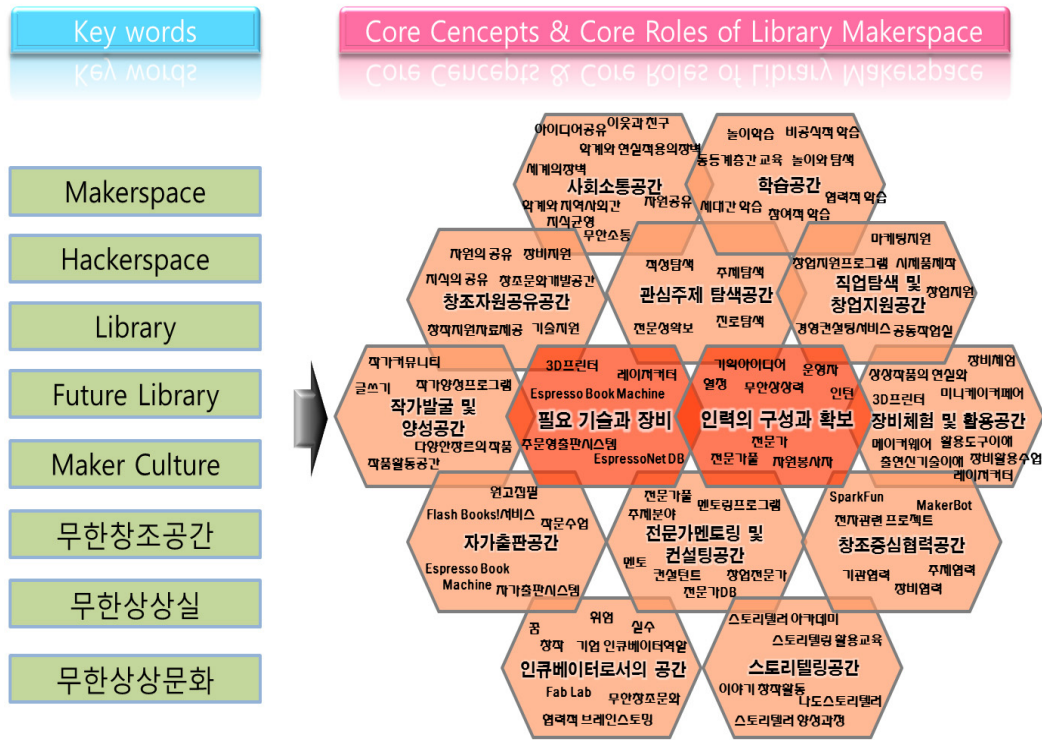 Key words
Core Cencepts & Core Roles of Library Makerspace
Makerspace
Hackerspace
Library
Future Library
Maker Culture
무한창조공간
무한상상실
무한상상문화
아이디어공유
이웃과 친구
학계와 현실적용의장벽
세계의장벽
사회소통공간
자원공유
학계와 지역사회간
지식균형
무한소통
놀이학습
비공식적 학습
동등계층간 교육
놀이와 탐색
학습공간
협력적 학습
세대간 학습
참여적 학습
자원의 공유
장비지원
지식의 공유
창조문화개발공간
창조자원공유공간
창작지원자료제공
기술지원
적성탐색
주제탐색
관심주제 탐색공간
전문성확보
진로탐색
마케팅지원
창업지원프로그램
시제품제작
직업탐색 및
창업지원공간
창업지원
경영컨설팅서비스
공동작업실
작가커뮤니티
글쓰기
작가양성프로그램
작가발굴 및
양성공간
다양한장르의 작품
작품활동공간
3D프린터
레이저커터
Espresso Book Machine
필요 기술과 장비
주문형출판시스템
EspressoNet DB
기획아이디어
운영자
열정
무한상상력
인턴
인력의 구성과 확보
전문가
전문가풀
자원봉사자
장비체험
상상작품의 현실화
3D프린터
미니메이커페어
장비체험 및 활용공간
메이커웨어
활용도구이해
출현신기술이해
장비활용수업
레이저커터
원고집필
Flash Books!서비스
작문수업
자가출판공간
Espresso Book
Machine
자가출판시스템
전문가풀
멘토링프로그램
주제분야
전문가멘토링 및
컨설팅공간
멘토
컨설턴트
창업전문가
전문가DB
SparkFun
MakerBot
전자관련 프로젝트
창조중심협력공간
기관협력
주제협력
장비협력
꿈
위험
실수
창작
기업 인큐베이터역할
인큐베이터로서의 공간
Fab Lab
무한창조문화
협력적 브레인스토밍
스토리텔러 아카데미
스토리텔링 활용교육
스토리텔링공간
이야기 창작활동
나도스토리텔러
스토리텔러 양성과정